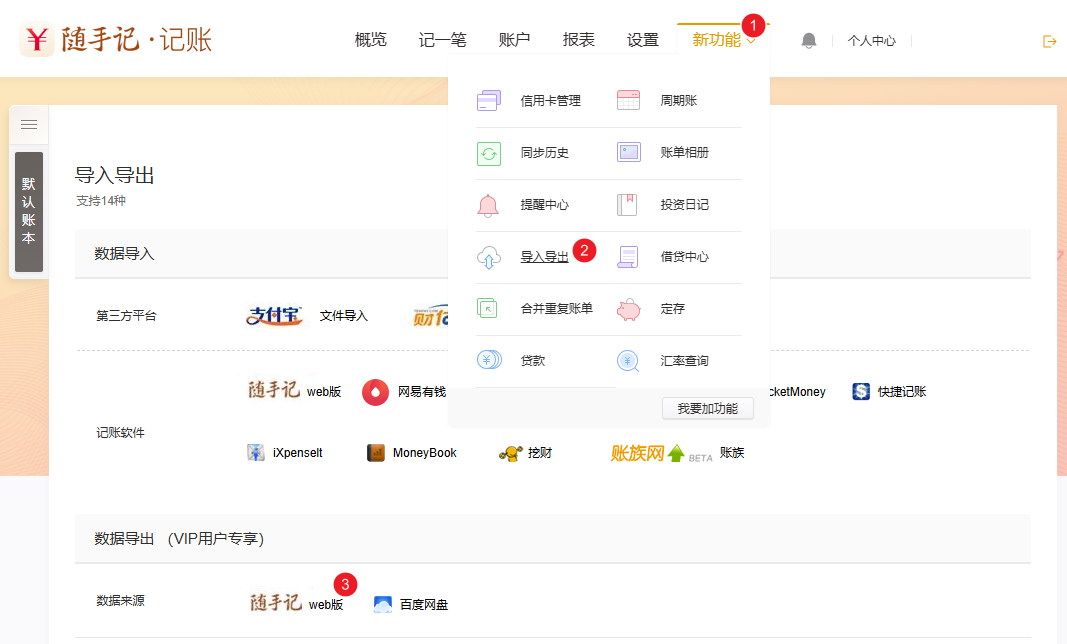 随手记·记账
概览 记一笔 账户 报表 设置 新功能 1 个人中心
信用卡管理 周期账
同步历史 账单相册
提醒中心 投资日记
导入导出 2 借贷中心
合并重复账单 定存
贷款 汇率查询
我要加功能
默认账本
导入导出
支持14种
数据导入
第三方平台 支付宝 文件导入 财
记账软件
随手记 web版 网易有钱 cketMoney 快捷记账
iXpenseIt MoneyBook 挖财 账族网 BETA 账族
数据导出 (VIP用户专享)
数据来源 随手记 web版 3 百度网盘